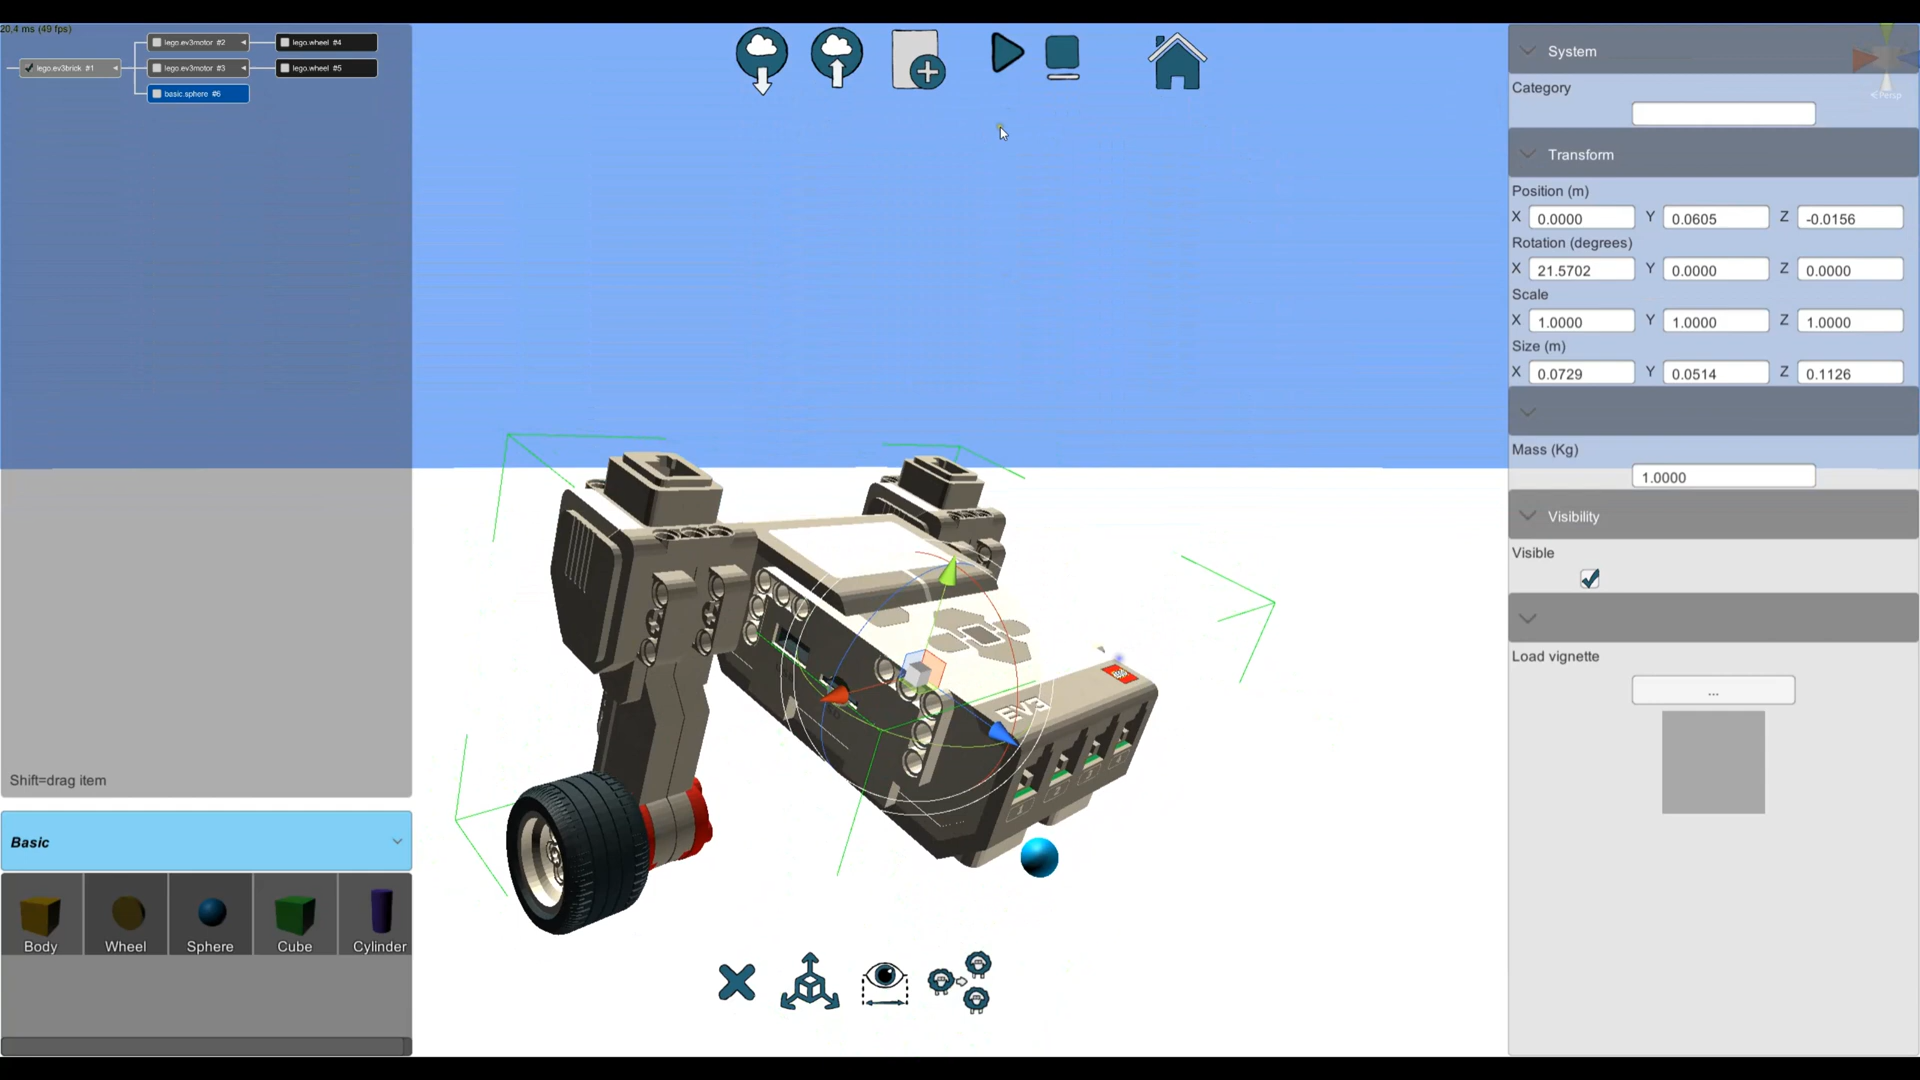 20,4 ms (49 fps)
lego.ev3motor #2
lego.wheel #4
lego.ev3brick #1
lego.ev3motor #3
lego.wheel #5
basic.sphere #6
Shift=drag item
Basic
Body
Wheel
Sphere
Cube
Cylinder
EV3
System
< Persp
Category
Transform
Position (m)
X 0.0000 Y 0.0605 Z -0.0156
Rotation (degrees)
X 21.5702 Y 0.0000 Z 0.0000
Scale
X 1.0000 Y 1.0000 Z 1.0000
Size (m)
X 0.0729 Y 0.0514 Z 0.1126
Mass (Kg)
1.0000
Visibility
Visible
Load vignette
...